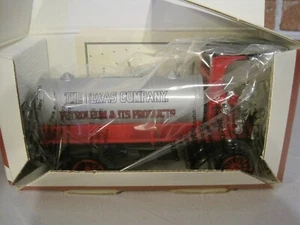 THE TEXAS COMPANY
PETROLEUM & ITS PRODUCTS